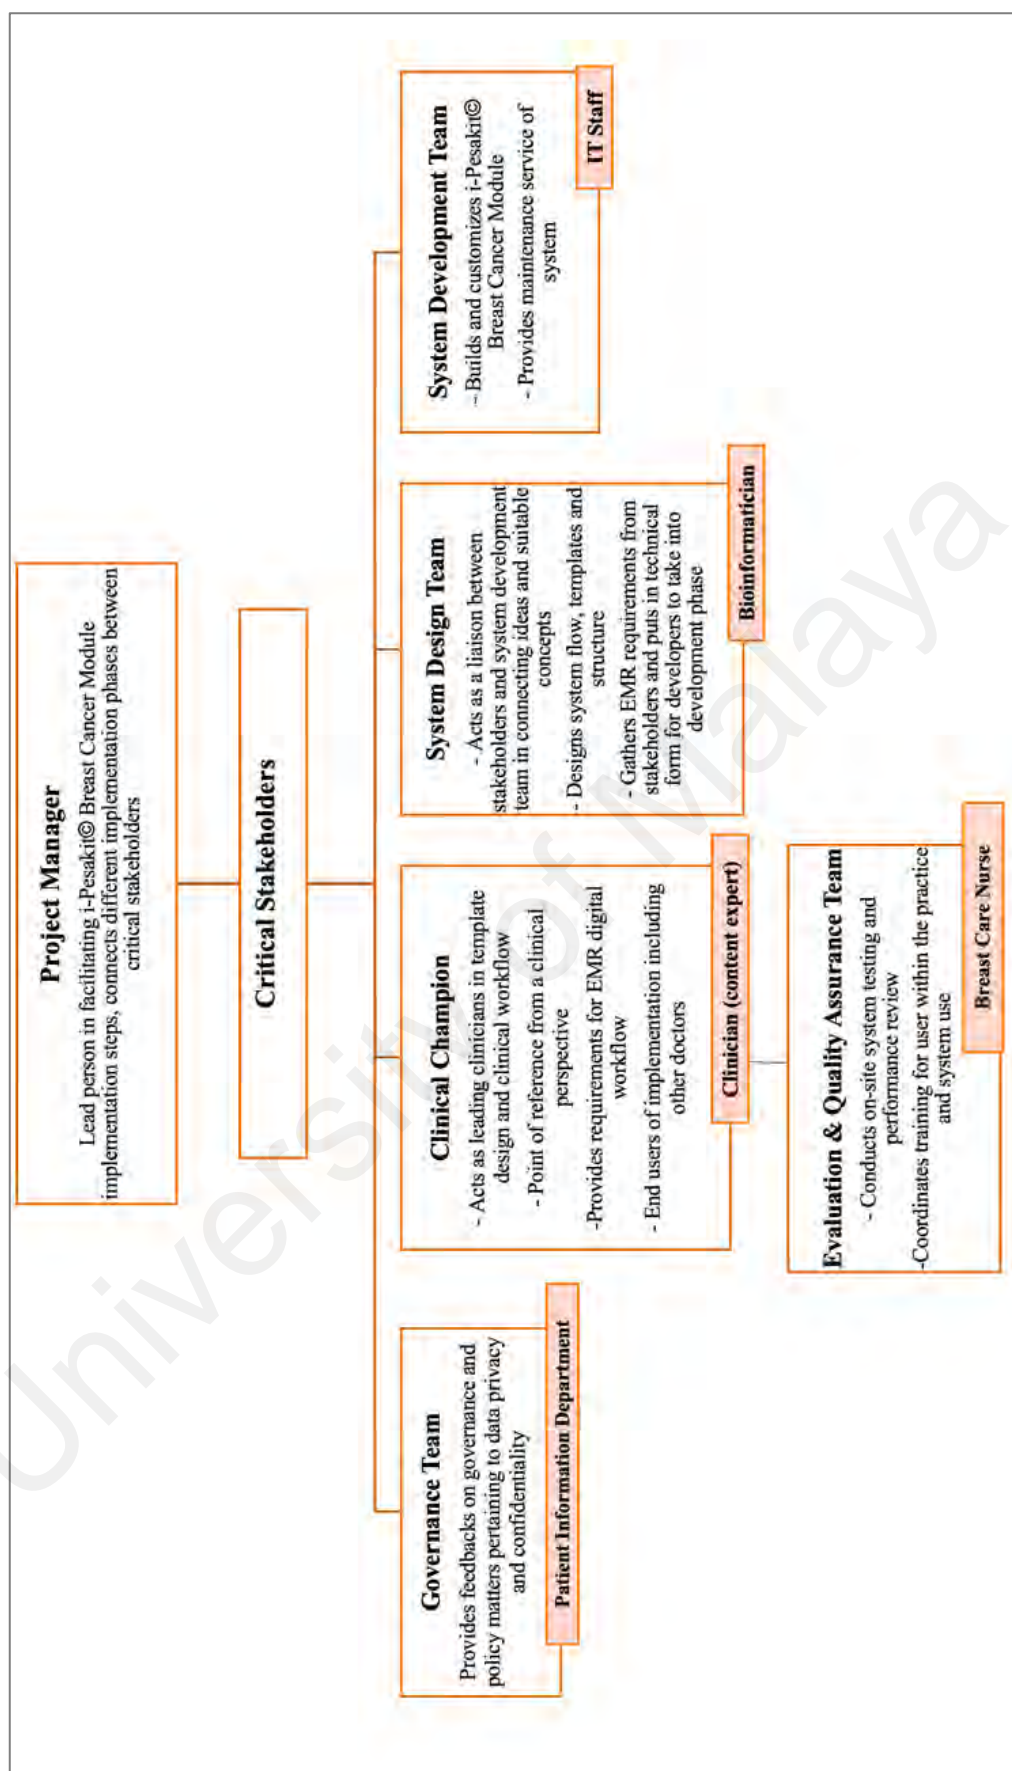 Project Manager
Lead person in facilitating i-Pesakit© Breast Cancer Module
implementation steps, connects different implementation phases between
critical stakeholders
Critical Stakeholders
Governance Team
Provides feedbacks on governance and
policy matters pertaining to data privacy
and confidentiality
Patient Information Department
Clinical Champion
- Acts as leading clinicians in template
design and clinical workflow
- Point of reference from a clinical
perspective
-Provides requirements for EMR digital
workflow
- End users of implementation including
other doctors
Clinician (content expert)
Evaluation & Quality Assurance Team
- Conducts on-site system testing and
performance review
-Coordinates training for user within the practice
and system use
Breast Care Nurse
System Design Team
- Acts as a liaison between
stakeholders and system development
team in connecting ideas and suitable
concepts
- Designs system flow, templates and
structure
- Gathers EMR requirements from
stakeholders and puts in technical
form for developers to take into
development phase
Bioinformatician
System Development Team
- Builds and customizes i-Pesakit©
Breast Cancer Module
- Provides maintenance service of
system
IT Staff
University of Malaya